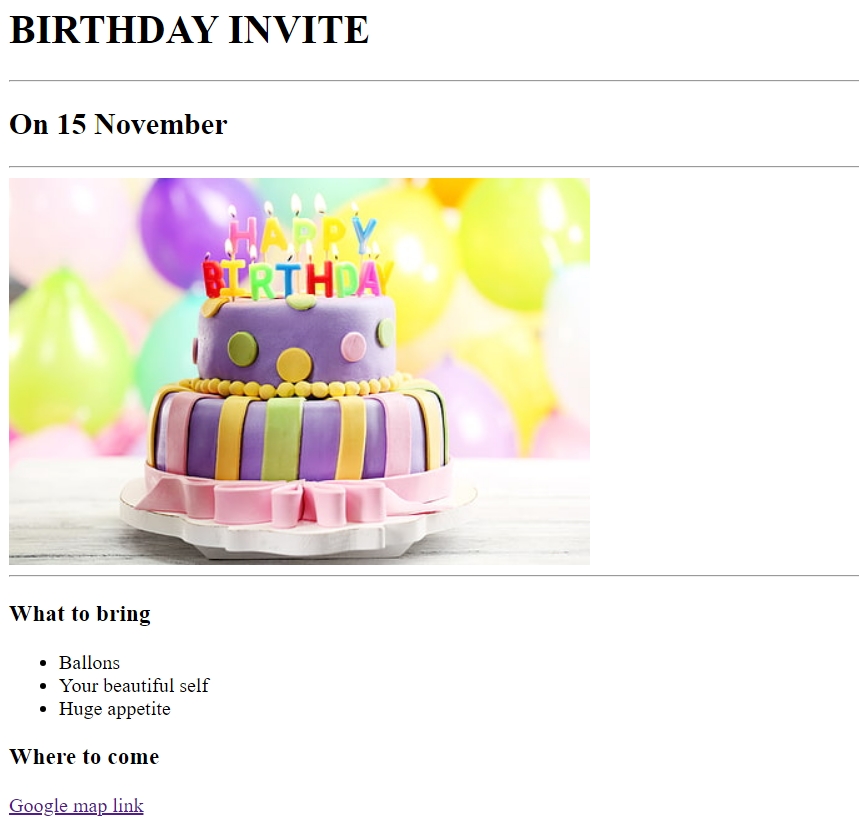 BIRTHDAY INVITE
On 15 November
HAPPY
BIRTHDAY
What to bring
Ballons
Your beautiful self
Huge appetite
Where to come
Google map link